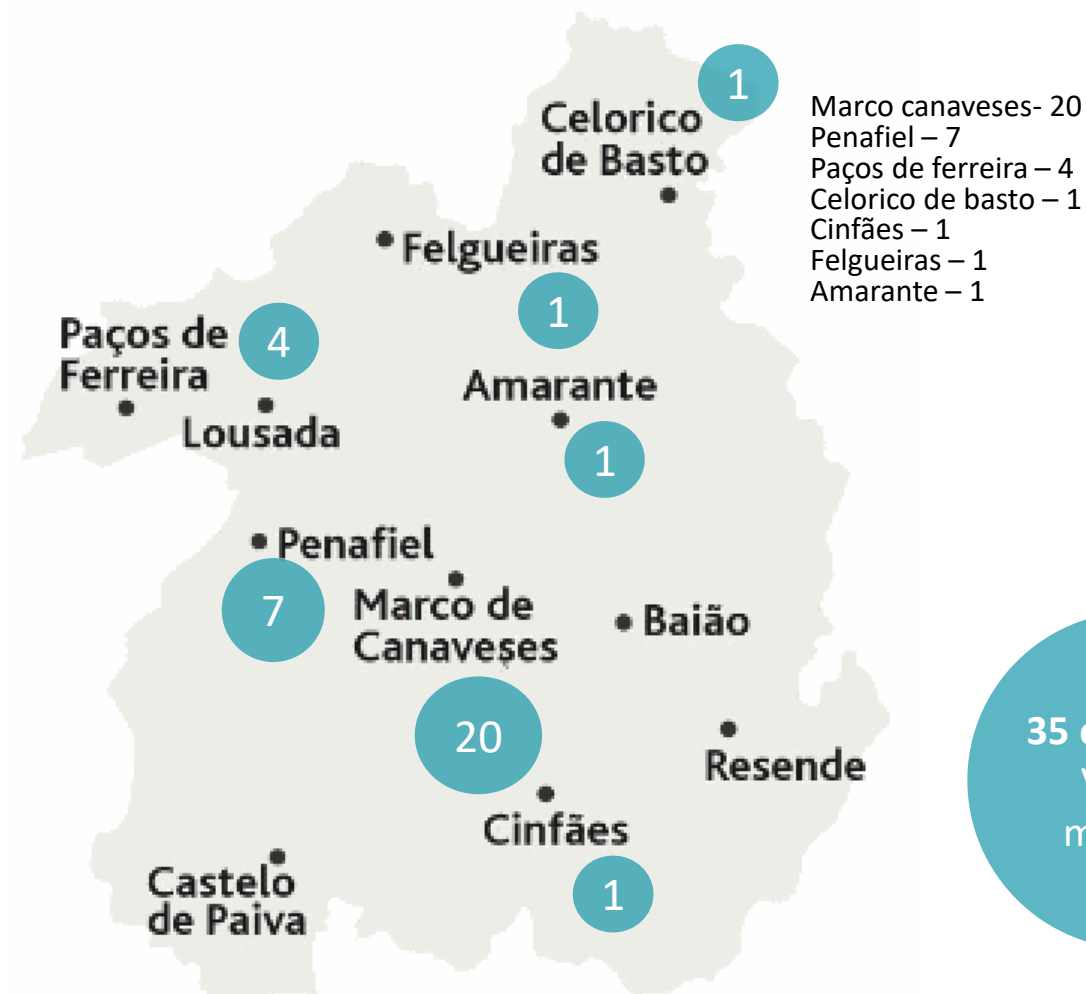 1
Celorico
de Basto
Marco canaveses- 20
Penafiel – 7
Paços de ferreira – 4
Celorico de basto – 1
Cinfães – 1
Felgueiras – 1
Amarante – 1
Felgueiras
1
Paços de
Ferreira
4
Amarante
Lousada
1
Penafiel
7
Marco de
Canaveses
Baião
20
Resende
35
Cinfães
Castelo
de Paiva
1